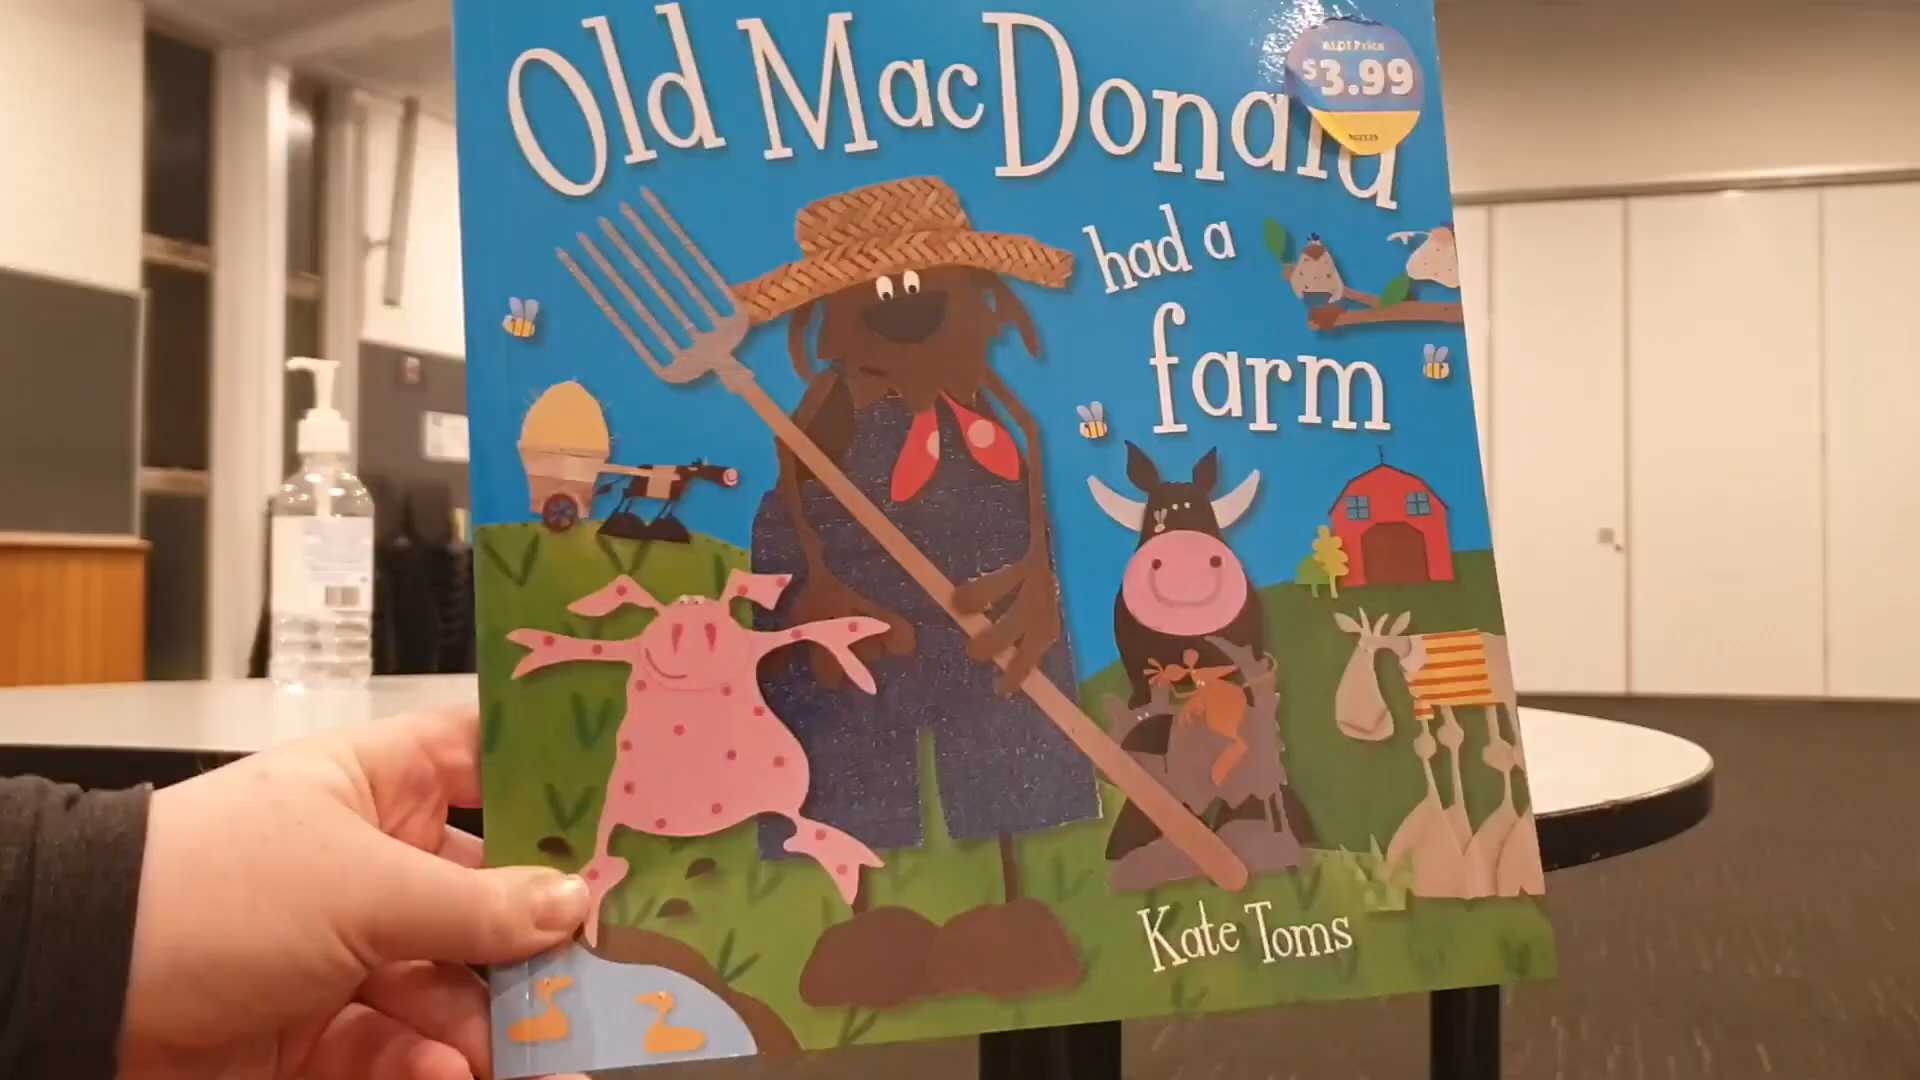 Old MacDonald
had a
farm
ALDI Price
$3.99
Kate Toms